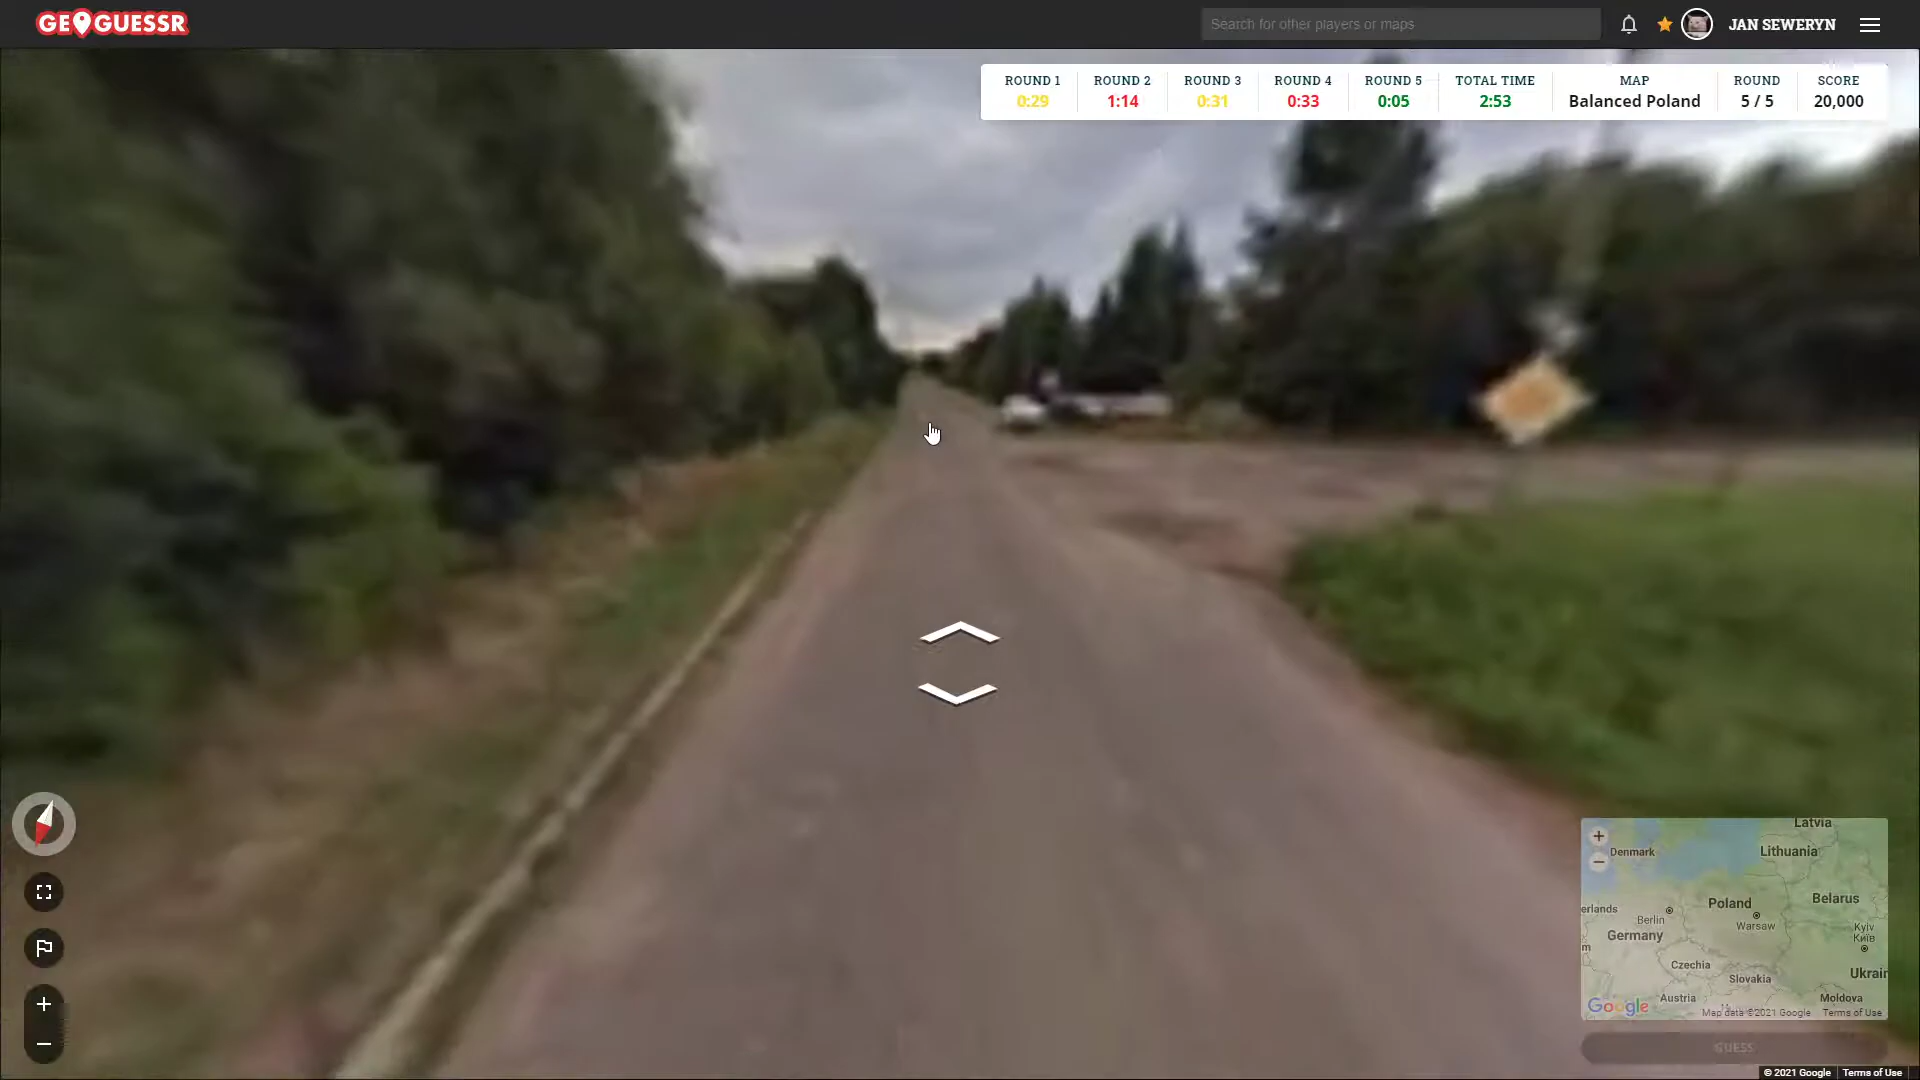 GEOGUESSR
Search for other players or maps
JAN SEWERYN
ROUND 1 ROUND 2 ROUND 3 ROUND 4 ROUND 5 TOTAL TIME MAP ROUND SCORE
0:29 1:14 0:31 0:33 0:05 2:53 Balanced Poland 5 / 5 20,000
Latvia
Denmark Lithuania
erlands Poland Belarus
Berlin Warsaw
Germany Kyiv
m Київ
Czechia Slovakia Ukrain
Austria Moldova
Google Map data ©2021 Google Terms of Use
GUESS
© 2021 Google Terms of Use